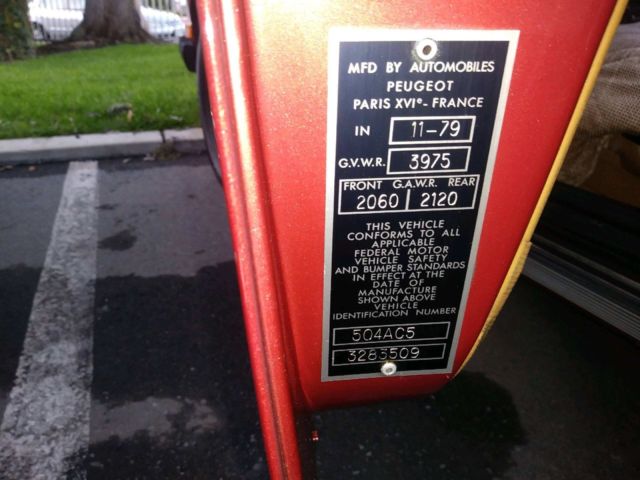 MFD BY AUTOMOBILES
PEUGEOT
PARIS XVIe - FRANCE
IN 11-79
G.V.W.R. 3975
FRONT G.A.W.R. REAR
2060 2120
THIS VEHICLE
CONFORMS TO ALL
APPLICABLE
FEDERAL MOTOR
VEHICLE SAFETY
AND BUMPER STANDARDS
IN EFFECT AT THE
DATE OF
MANUFACTURE
SHOWN ABOVE
VEHICLE
IDENTIFICATION NUMBER
504AC5
3283509